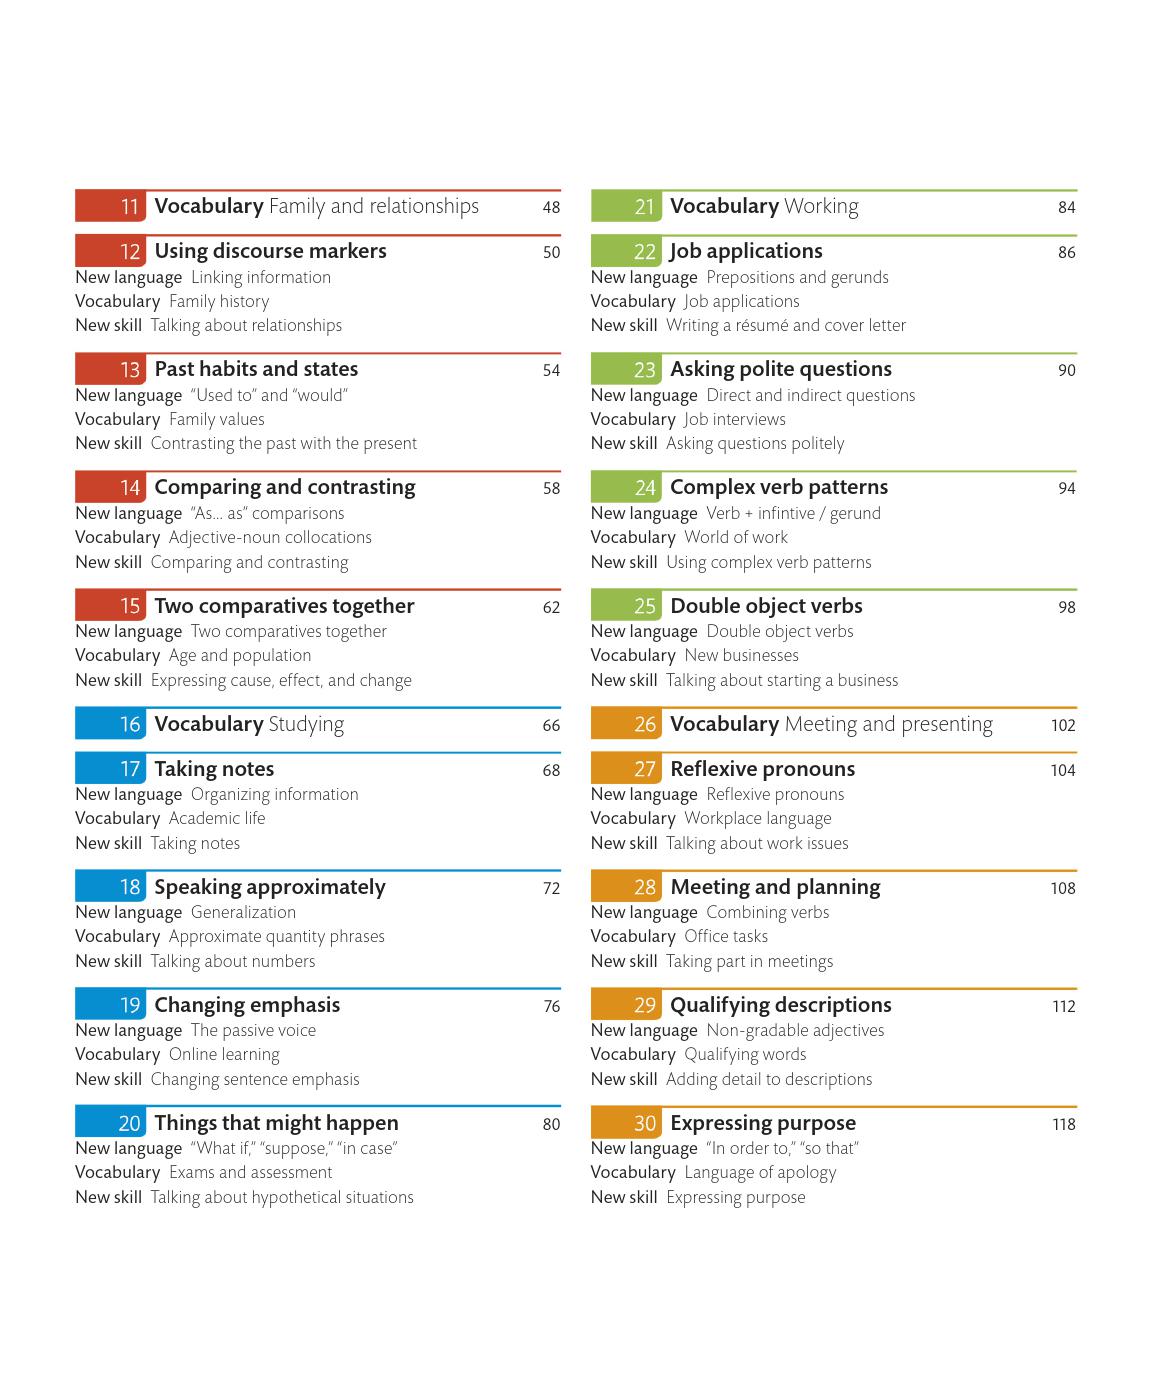 11 Vocabulary Family and relationships 48
12 Using discourse markers 50
New language Linking information
Vocabulary Family history
New skill Talking about relationships
13 Past habits and states 54
New language “Used to” and “would”
Vocabulary Family values
New skill Contrasting the past with the present
14 Comparing and contrasting 58
New language “As... as” comparisons
Vocabulary Adjective-noun collocations
New skill Comparing and contrasting
15 Two comparatives together 62
New language Two comparatives together
Vocabulary Age and population
New skill Expressing cause, effect, and change
16 Vocabulary Studying 66
17 Taking notes 68
New language Organizing information
Vocabulary Academic life
New skill Taking notes
18 Speaking approximately 72
New language Generalization
Vocabulary Approximate quantity phrases
New skill Talking about numbers
19 Changing emphasis 76
New language The passive voice
Vocabulary Online learning
New skill Changing sentence emphasis
20 Things that might happen 80
New language “What if,” “suppose,” “in case”
Vocabulary Exams and assessment
New skill Talking about hypothetical situations
21 Vocabulary Working 84
22 Job applications 86
New language Prepositions and gerunds
Vocabulary Job applications
New skill Writing a résumé and cover letter
23 Asking polite questions 90
New language Direct and indirect questions
Vocabulary Job interviews
New skill Asking questions politely
24 Complex verb patterns 94
New language Verb + infintive / gerund
Vocabulary World of work
New skill Using complex verb patterns
25 Double object verbs 98
New language Double object verbs
Vocabulary New businesses
New skill Talking about starting a business
26 Vocabulary Meeting and presenting 102
27 Reflexive pronouns 104
New language Reflexive pronouns
Vocabulary Workplace language
New skill Talking about work issues
28 Meeting and planning 108
New language Combining verbs
Vocabulary Office tasks
New skill Taking part in meetings
29 Qualifying descriptions 112
New language Non-gradable adjectives
Vocabulary Qualifying words
New skill Adding detail to descriptions
30 Expressing purpose 118
New language “In order to,” “so that”
Vocabulary Language of apology
New skill Expressing purpose